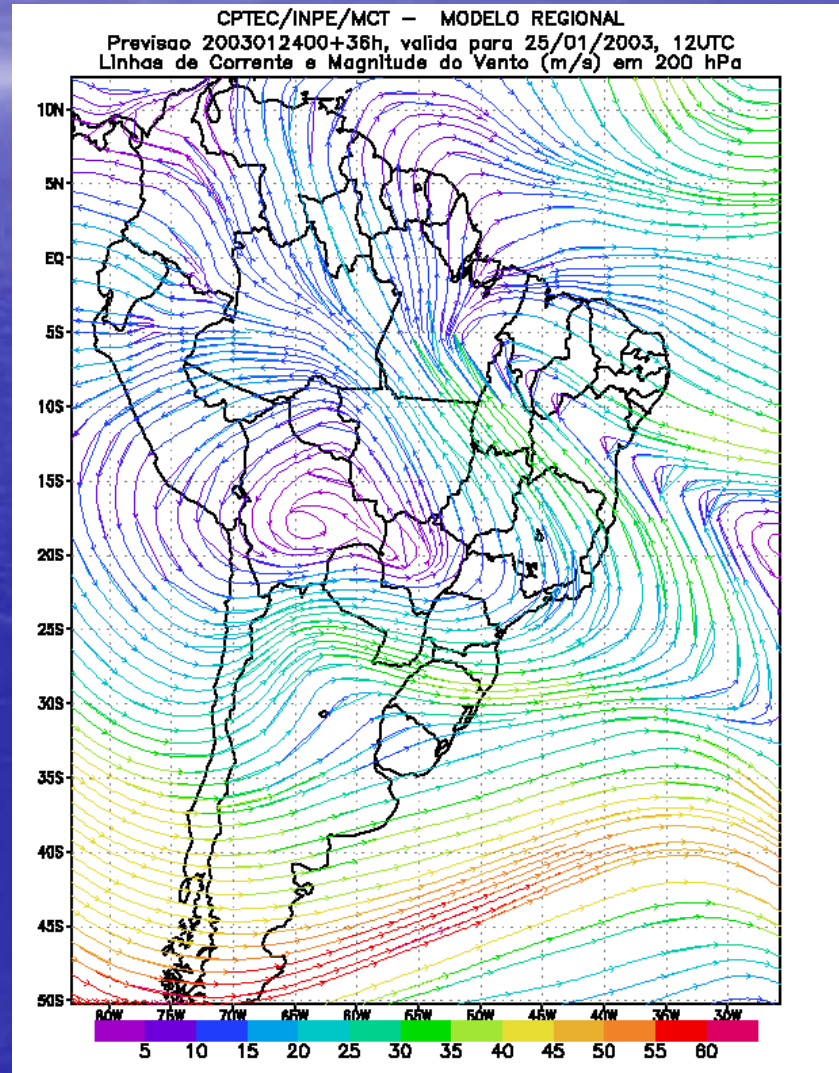 CPTEC/INPE/MCT - MODELO REGIONAL
Previsao 2003012400+36h, valida para 25/01/2003, 12UTC
Linhas de Corrente e Magnitude do Vento (m/s) em 200 hPa
10N
5N
EQ
5S
10S
15S
20S
25S
30S
35S
40S
45S
50S
80W 75W 70W 65W 60W 55W 50W 45W 40W 35W 30W
5 10 15 20 25 30 35 40 45 50 55 60